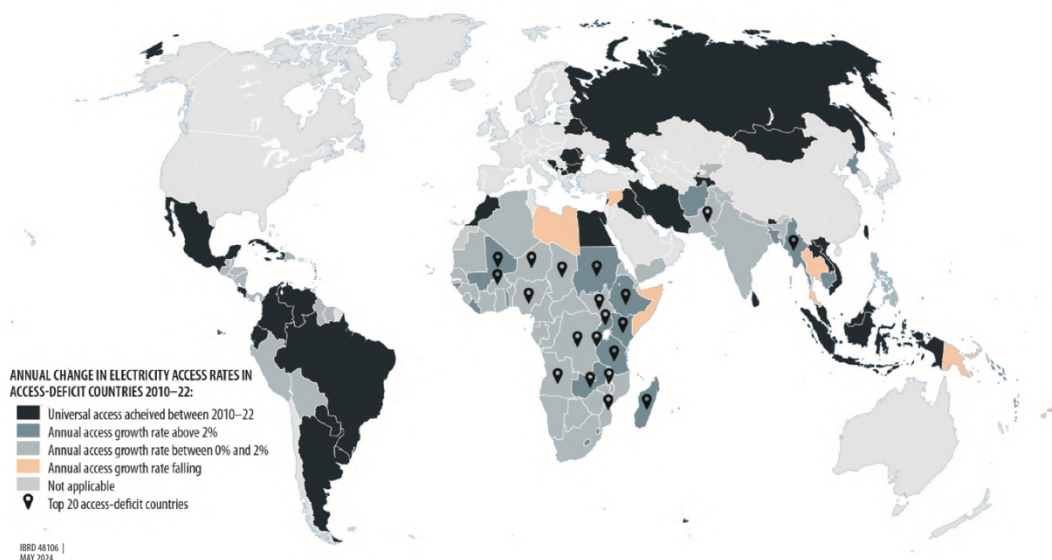 ANNUAL CHANGE IN ELECTRICITY ACCESS RATES IN
ACCESS-DEFICIT COUNTRIES 2010–22:
Universal access acheived between 2010–22
Annual access growth rate above 2%
Annual access growth rate between 0% and 2%
Annual access growth rate falling
Not applicable
Top 20 access-deficit countries
IBRD 48106 |
MAY 2024